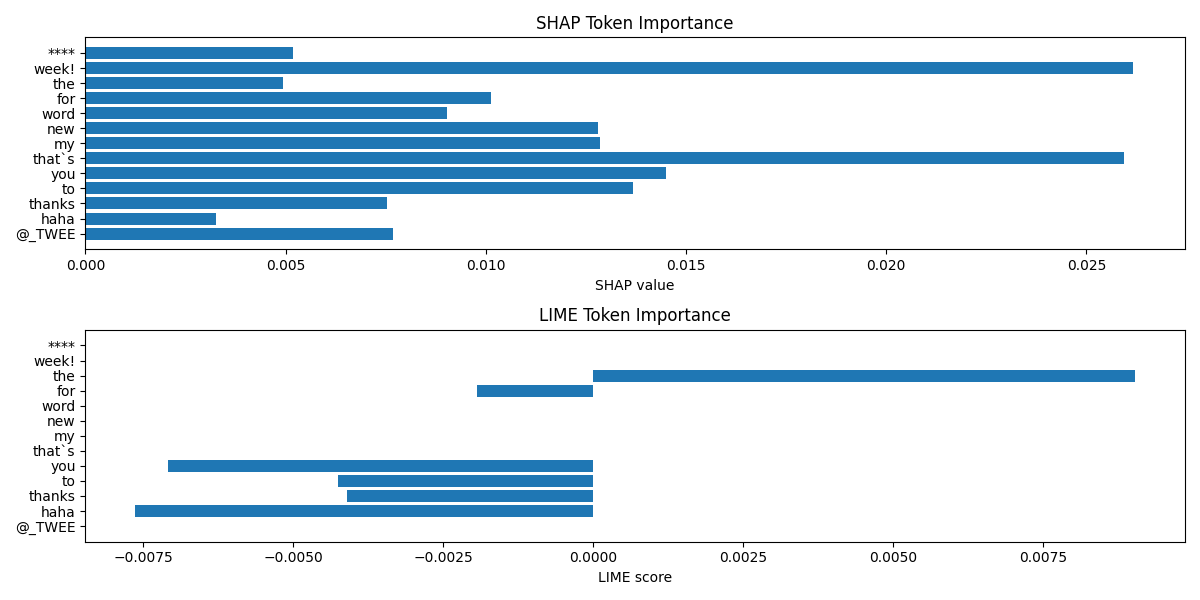 SHAP Token Importance
****
week!
the
for
word
new
my
that`s
you
to
thanks
haha
@_TWEE
0.000 0.005 0.010 0.015 0.020 0.025
SHAP value
LIME Token Importance
****
week!
the
for
word
new
my
that`s
you
to
thanks
haha
@_TWEE
−0.0075 −0.0050 −0.0025 0.0000 0.0025 0.0050 0.0075
LIME score